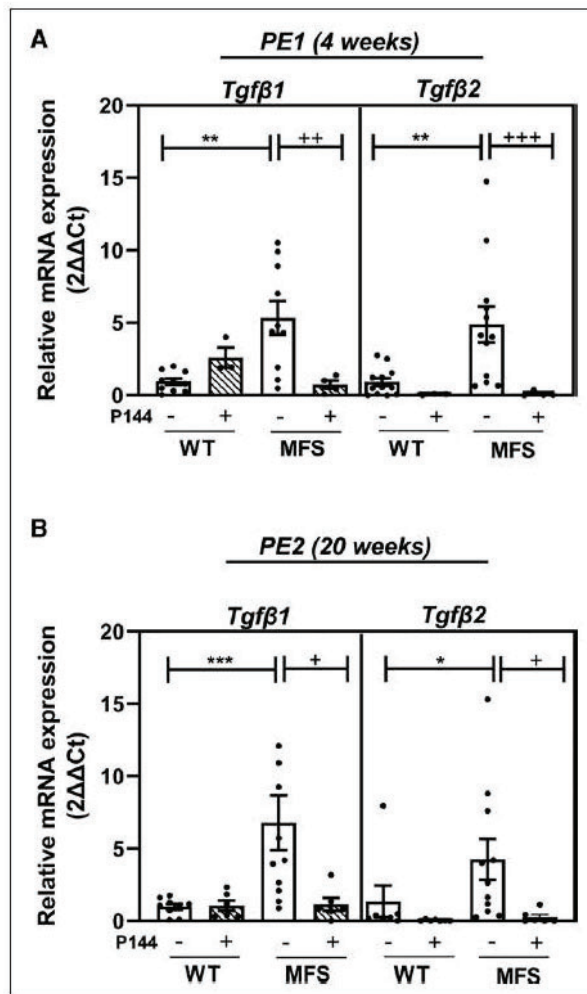 A
PE1 (4 weeks)
Tgfβ1 Tgfβ2
20
15
10
5
0
Relative mRNA expression
(2ΔΔCt)
** ++ ** +++
P144 - + - + - + - +
WT MFS WT MFS
B
PE2 (20 weeks)
Tgfβ1 Tgfβ2
20
15
10
5
0
Relative mRNA expression
(2ΔΔCt)
*** + * +
P144 - + - + - + - +
WT MFS WT MFS